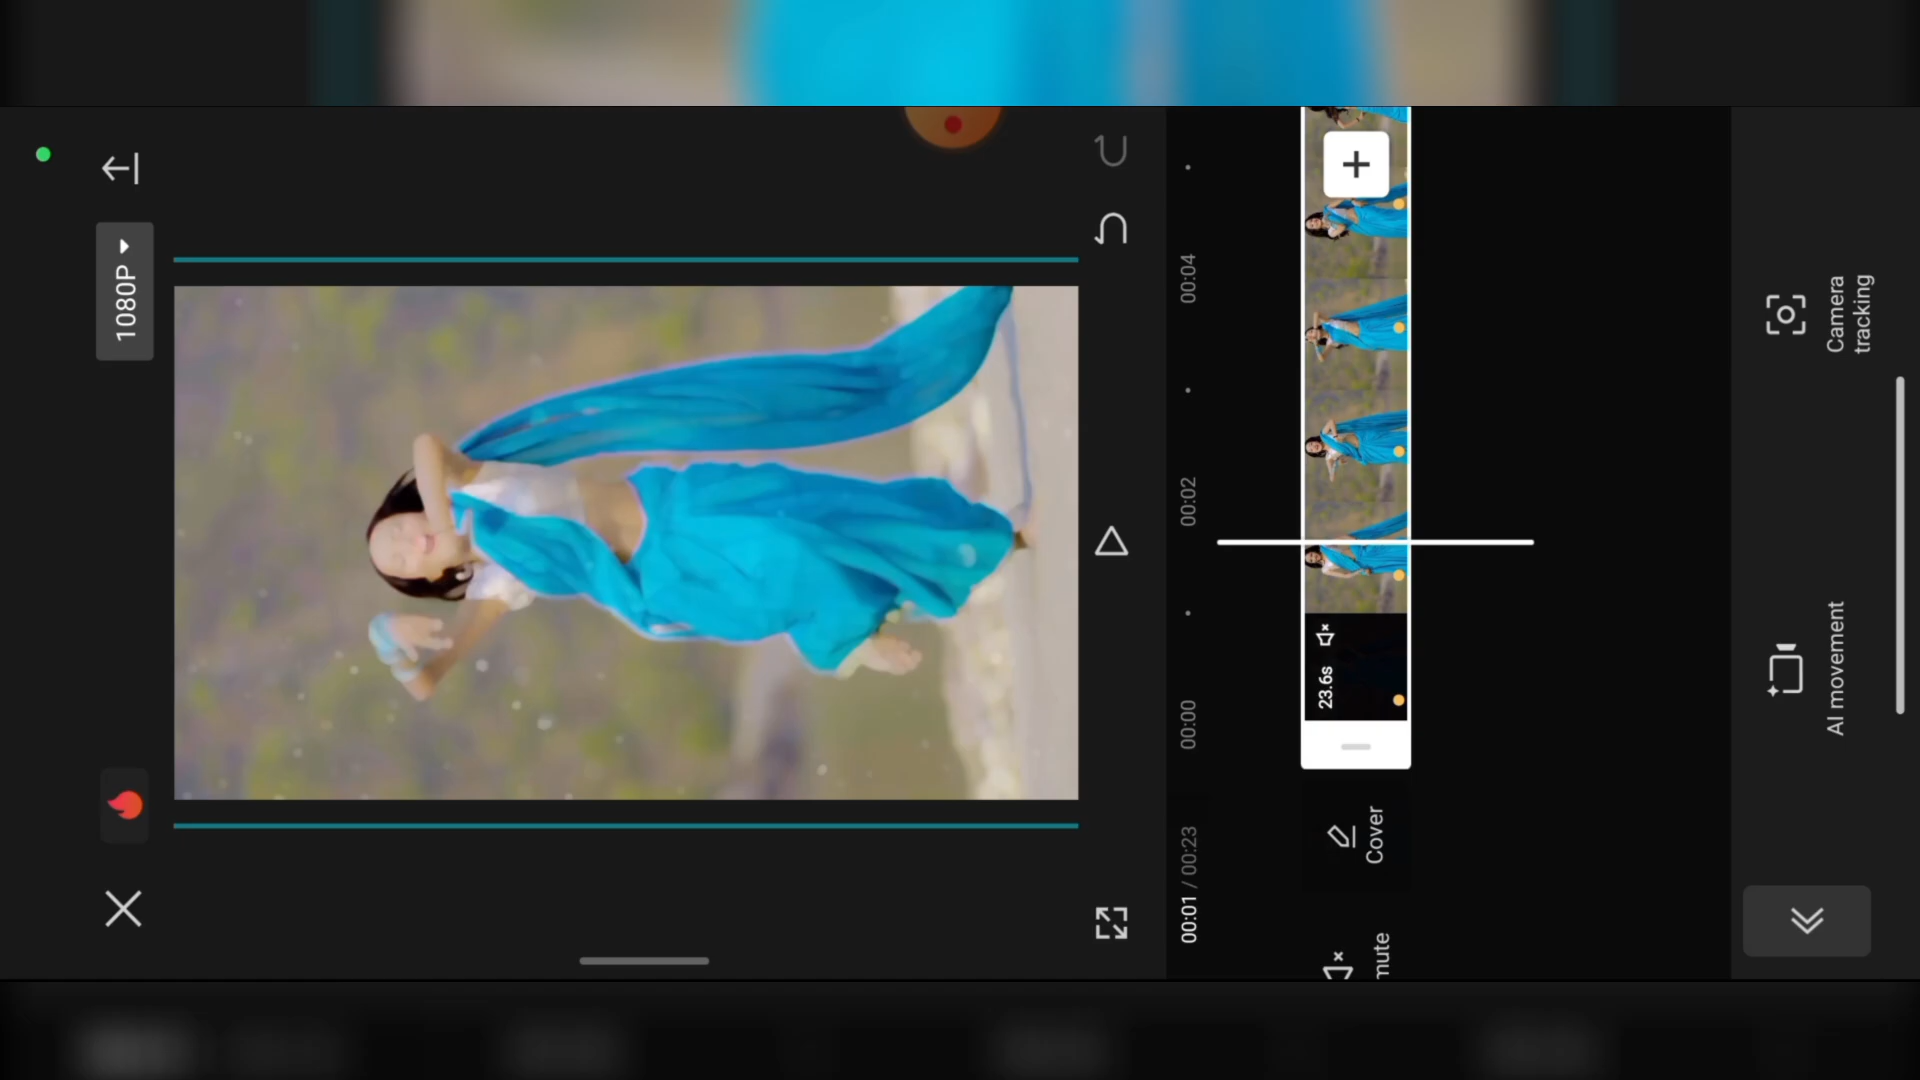 1080P
00:01 / 00:23
00:00
00:02
00:04
mute
Cover
23.6s
AI movement
Camera
tracking